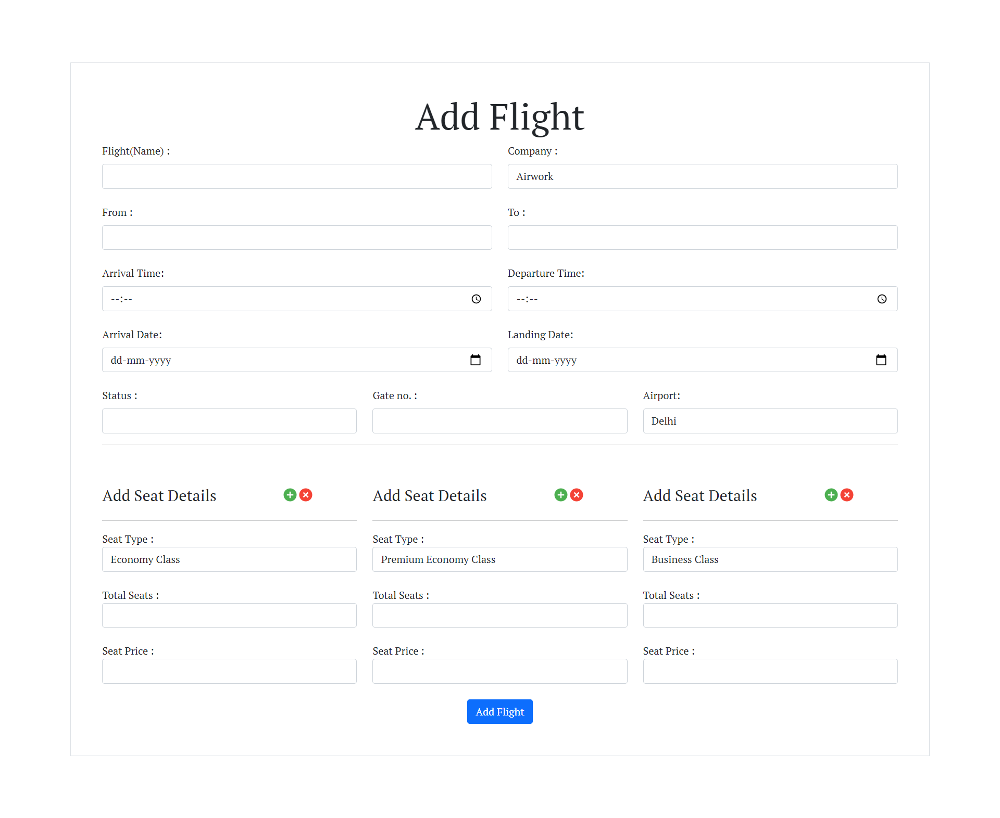 Add Flight
Flight(Name) :
Company :
Airwork
From :
To :
Arrival Time:
Departure Time:
--:--
--:--
Arrival Date:
Landing Date:
dd-mm-yyyy
dd-mm-yyyy
Status :
Gate no. :
Airport:
Delhi
Add Seat Details
Add Seat Details
Add Seat Details
Seat Type :
Seat Type :
Seat Type :
Economy Class
Premium Economy Class
Business Class
Total Seats :
Total Seats :
Total Seats :
Seat Price :
Seat Price :
Seat Price :
Add Flight